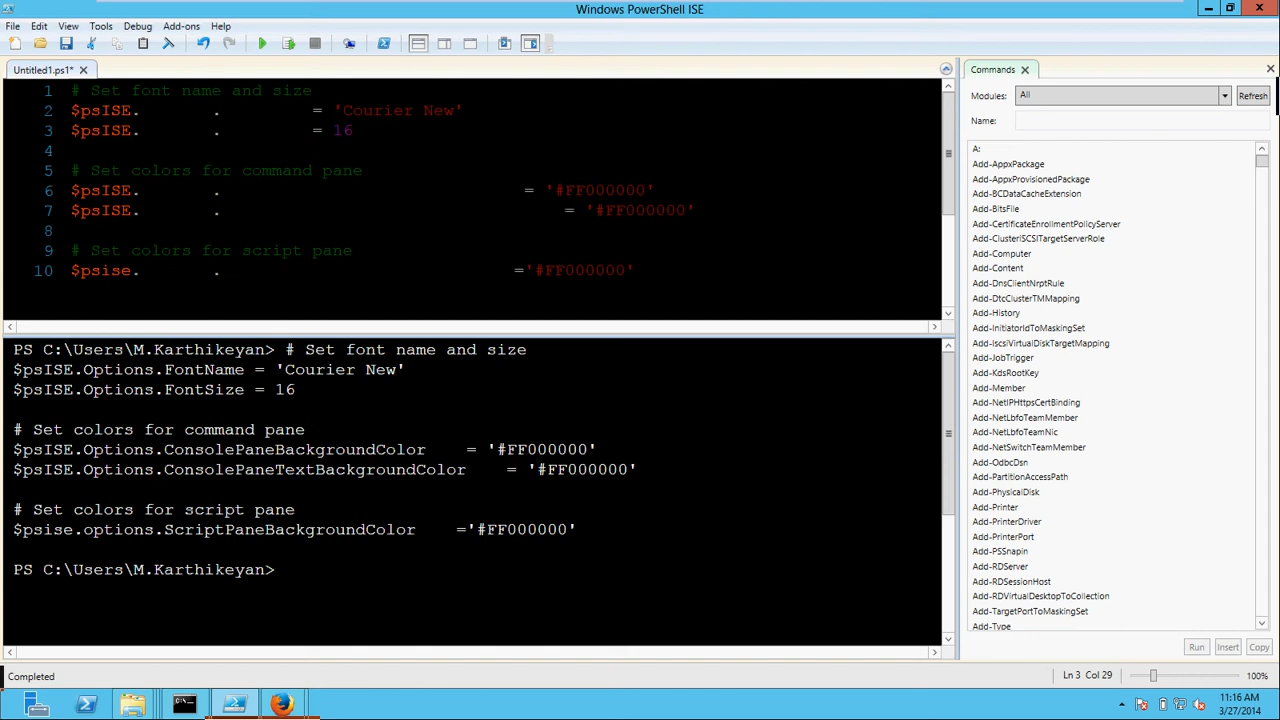 Windows PowerShell ISE
File Edit View Tools Debug Add-ons Help
Untitled1.ps1* X
1 # Set font name and size
2 $psISE. . = 'Courier New'
3 $psISE. . = 16
4
5 # Set colors for command pane
6 $psISE. . = '#FF000000'
7 $psISE. . = '#FF000000'
8
9 # Set colors for script pane
10 $psise. . ='#FF000000'
PS C:\Users\M.Karthikeyan> # Set font name and size
$psISE.Options.FontName = 'Courier New'
$psISE.Options.FontSize = 16
# Set colors for command pane
$psISE.Options.ConsolePaneBackgroundColor = '#FF000000'
$psISE.Options.ConsolePaneTextBackgroundColor = '#FF000000'
# Set colors for script pane
$psise.options.ScriptPaneBackgroundColor ='#FF000000'
PS C:\Users\M.Karthikeyan>
Commands X
Modules: All Refresh
Name:
A:
Add-AppxPackage
Add-AppxProvisionedPackage
Add-BCDataCacheExtension
Add-BitsFile
Add-CertificateEnrollmentPolicyServer
Add-ClusteriSCSITargetServerRole
Add-Computer
Add-Content
Add-DnsClientNrptRule
Add-DtcClusterTMMapping
Add-History
Add-InitiatorIdToMaskingSet
Add-IscsiVirtualDiskTargetMapping
Add-JobTrigger
Add-KdsRootKey
Add-Member
Add-NetIPHttpsCertBinding
Add-NetLbfoTeamMember
Add-NetLbfoTeamNic
Add-NetSwitchTeamMember
Add-OdbcDsn
Add-PartitionAccessPath
Add-PhysicalDisk
Add-Printer
Add-PrinterDriver
Add-PrinterPort
Add-PSSnapin
Add-RDServer
Add-RDSessionHost
Add-RDVirtualDesktopToCollection
Add-TargetPortToMaskingSet
Add-Type
Run Insert Copy
Completed
Ln 3 Col 29 100%
11:16 AM
3/27/2014